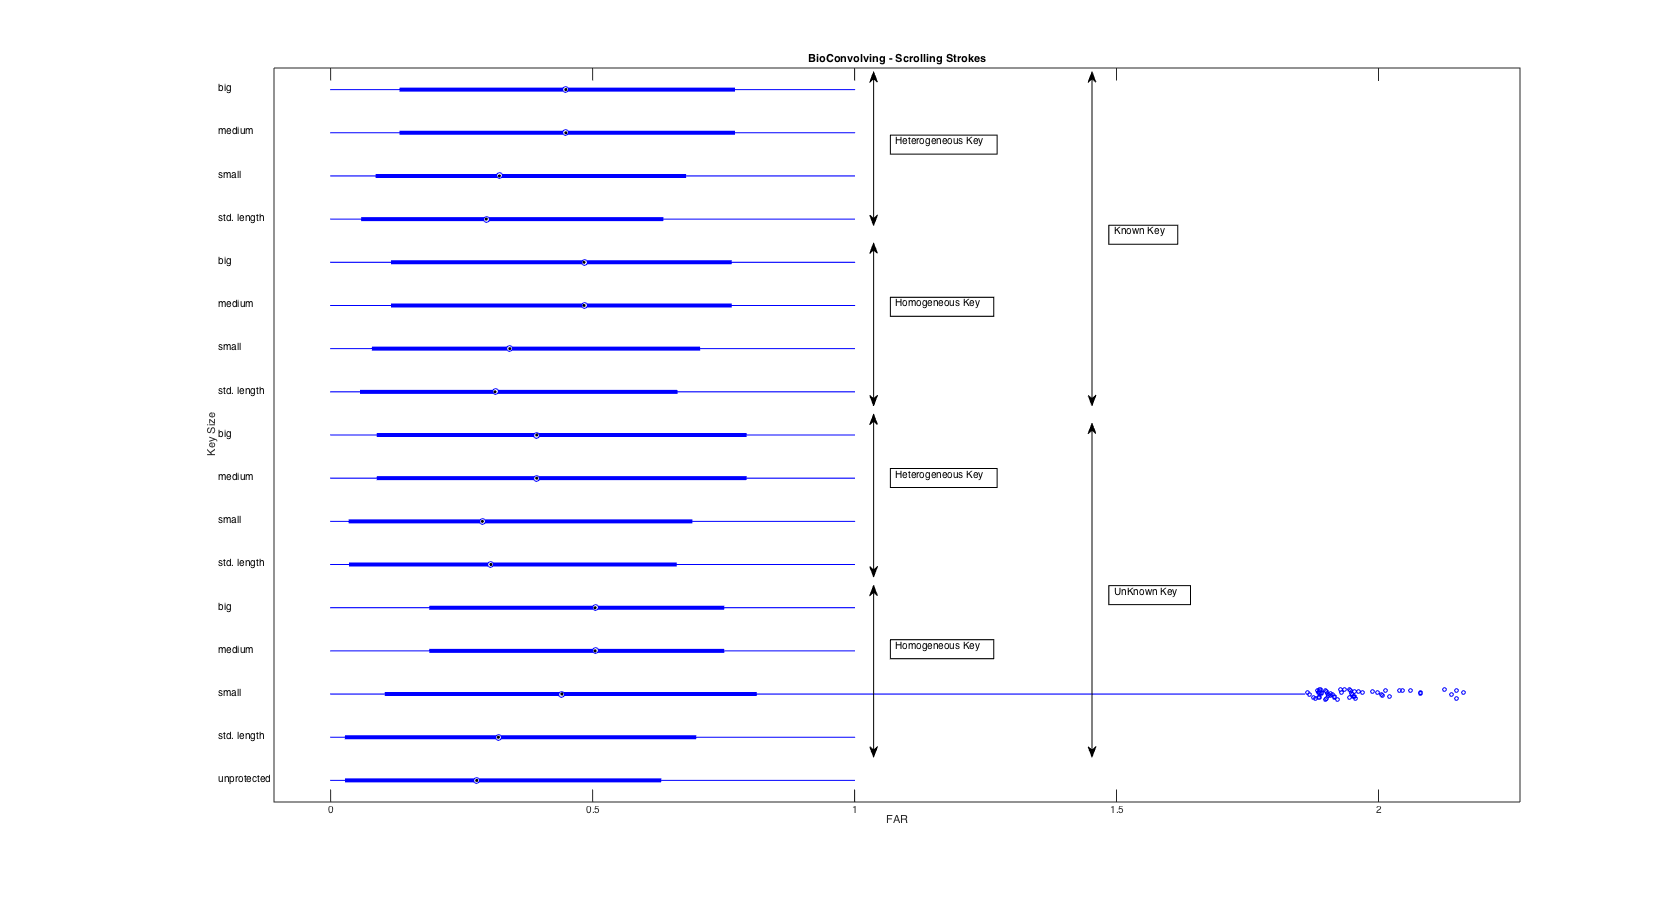 BioConvolving - Scrolling Strokes
big
medium
Heterogeneous Key
small
std. length
Known Key
big
medium
Homogeneous Key
small
std. length
Key Size
big
medium
Heterogeneous Key
small
std. length
UnKnown Key
big
medium
Homogeneous Key
small
std. length
unprotected
0
0.5
1
1.5
2
FAR